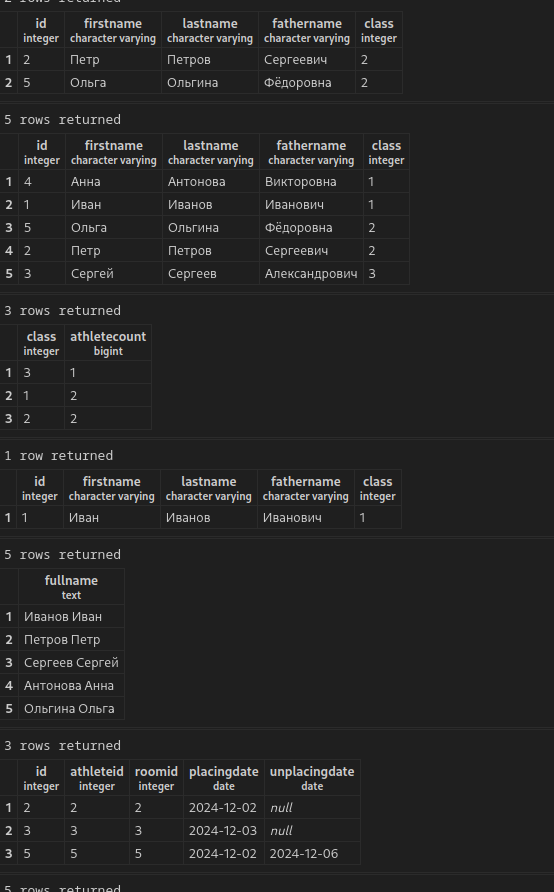 2 rows returned
id firstname lastname fathername class
integer character varying character varying character varying integer
1 2 Петр Петров Сергеевич 2
2 5 Ольга Ольгина Фёдоровна 2
5 rows returned
id firstname lastname fathername class
integer character varying character varying character varying integer
1 4 Анна Антонова Викторовна 1
2 1 Иван Иванов Иванович 1
3 5 Ольга Ольгина Фёдоровна 2
4 2 Петр Петров Сергеевич 2
5 3 Сергей Сергеев Александрович 3
3 rows returned
class athletecount
integer bigint
1 3 1
2 1 2
3 2 2
1 row returned
id firstname lastname fathername class
integer character varying character varying character varying integer
1 1 Иван Иванов Иванович 1
5 rows returned
fullname
text
1 Иванов Иван
2 Петров Петр
3 Сергеев Сергей
4 Антонова Анна
5 Ольгина Ольга
3 rows returned
id athleteid roomid placingdate unplacingdate
integer integer integer date date
1 2 2 2 2024-12-02 null
2 3 3 3 2024-12-03 null
3 5 5 5 2024-12-02 2024-12-06
5 rows returned